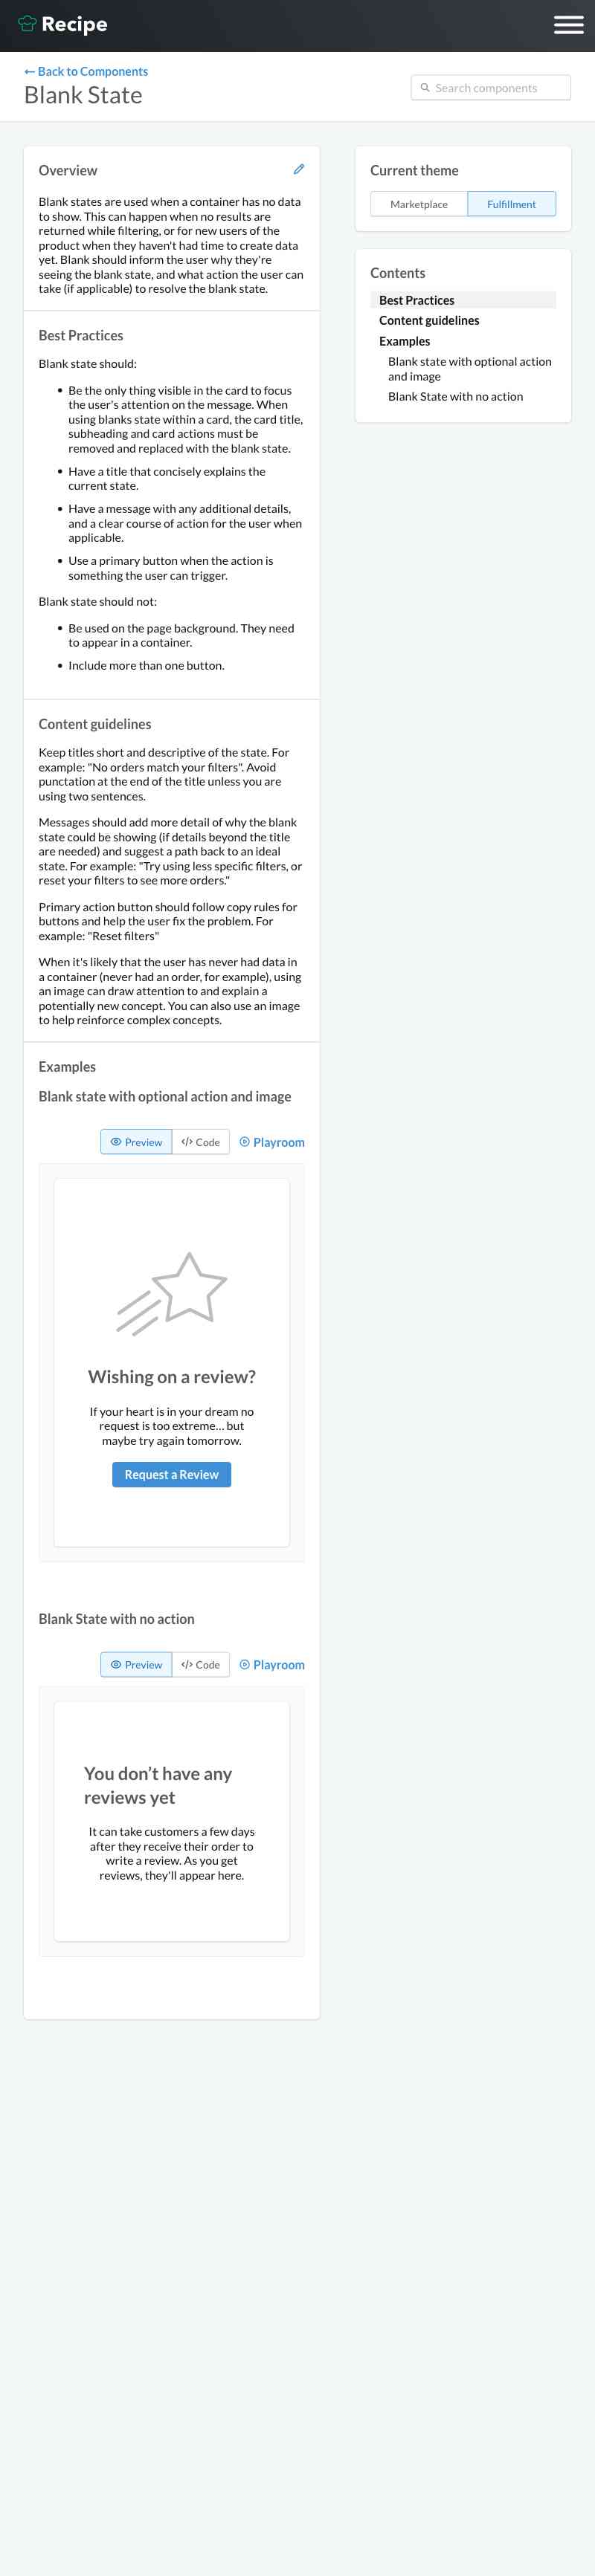 Recipe
← Back to Components
Blank State
Search components
Overview
Blank states are used when a container has no data
to show. This can happen when no results are
returned while filtering, or for new users of the
product when they haven't had time to create data
yet. Blank should inform the user why they're
seeing the blank state, and what action the user can
take (if applicable) to resolve the blank state.
Best Practices
Blank state should:
• Be the only thing visible in the card to focus
the user's attention on the message. When
using blanks state within a card, the card title,
subheading and card actions must be
removed and replaced with the blank state.
• Have a title that concisely explains the
current state.
• Have a message with any additional details,
and a clear course of action for the user when
applicable.
• Use a primary button when the action is
something the user can trigger.
Blank state should not:
• Be used on the page background. They need
to appear in a container.
• Include more than one button.
Content guidelines
Keep titles short and descriptive of the state. For
example: "No orders match your filters". Avoid
punctation at the end of the title unless you are
using two sentences.
Messages should add more detail of why the blank
state could be showing (if details beyond the title
are needed) and suggest a path back to an ideal
state. For example: "Try using less specific filters, or
reset your filters to see more orders."
Primary action button should follow copy rules for
buttons and help the user fix the problem. For
example: "Reset filters"
When it's likely that the user has never had data in
a container (never had an order, for example), using
an image can draw attention to and explain a
potentially new concept. You can also use an image
to help reinforce complex concepts.
Examples
Blank state with optional action and image
Preview
Code
Playroom
Wishing on a review?
If your heart is in your dream no
request is too extreme... but
maybe try again tomorrow.
Request a Review
Blank State with no action
Preview
Code
Playroom
You don’t have any
reviews yet
It can take customers a few days
after they receive their order to
write a review. As you get
reviews, they'll appear here.
Current theme
Marketplace
Fulfillment
Contents
Best Practices
Content guidelines
Examples
Blank state with optional action
and image
Blank State with no action